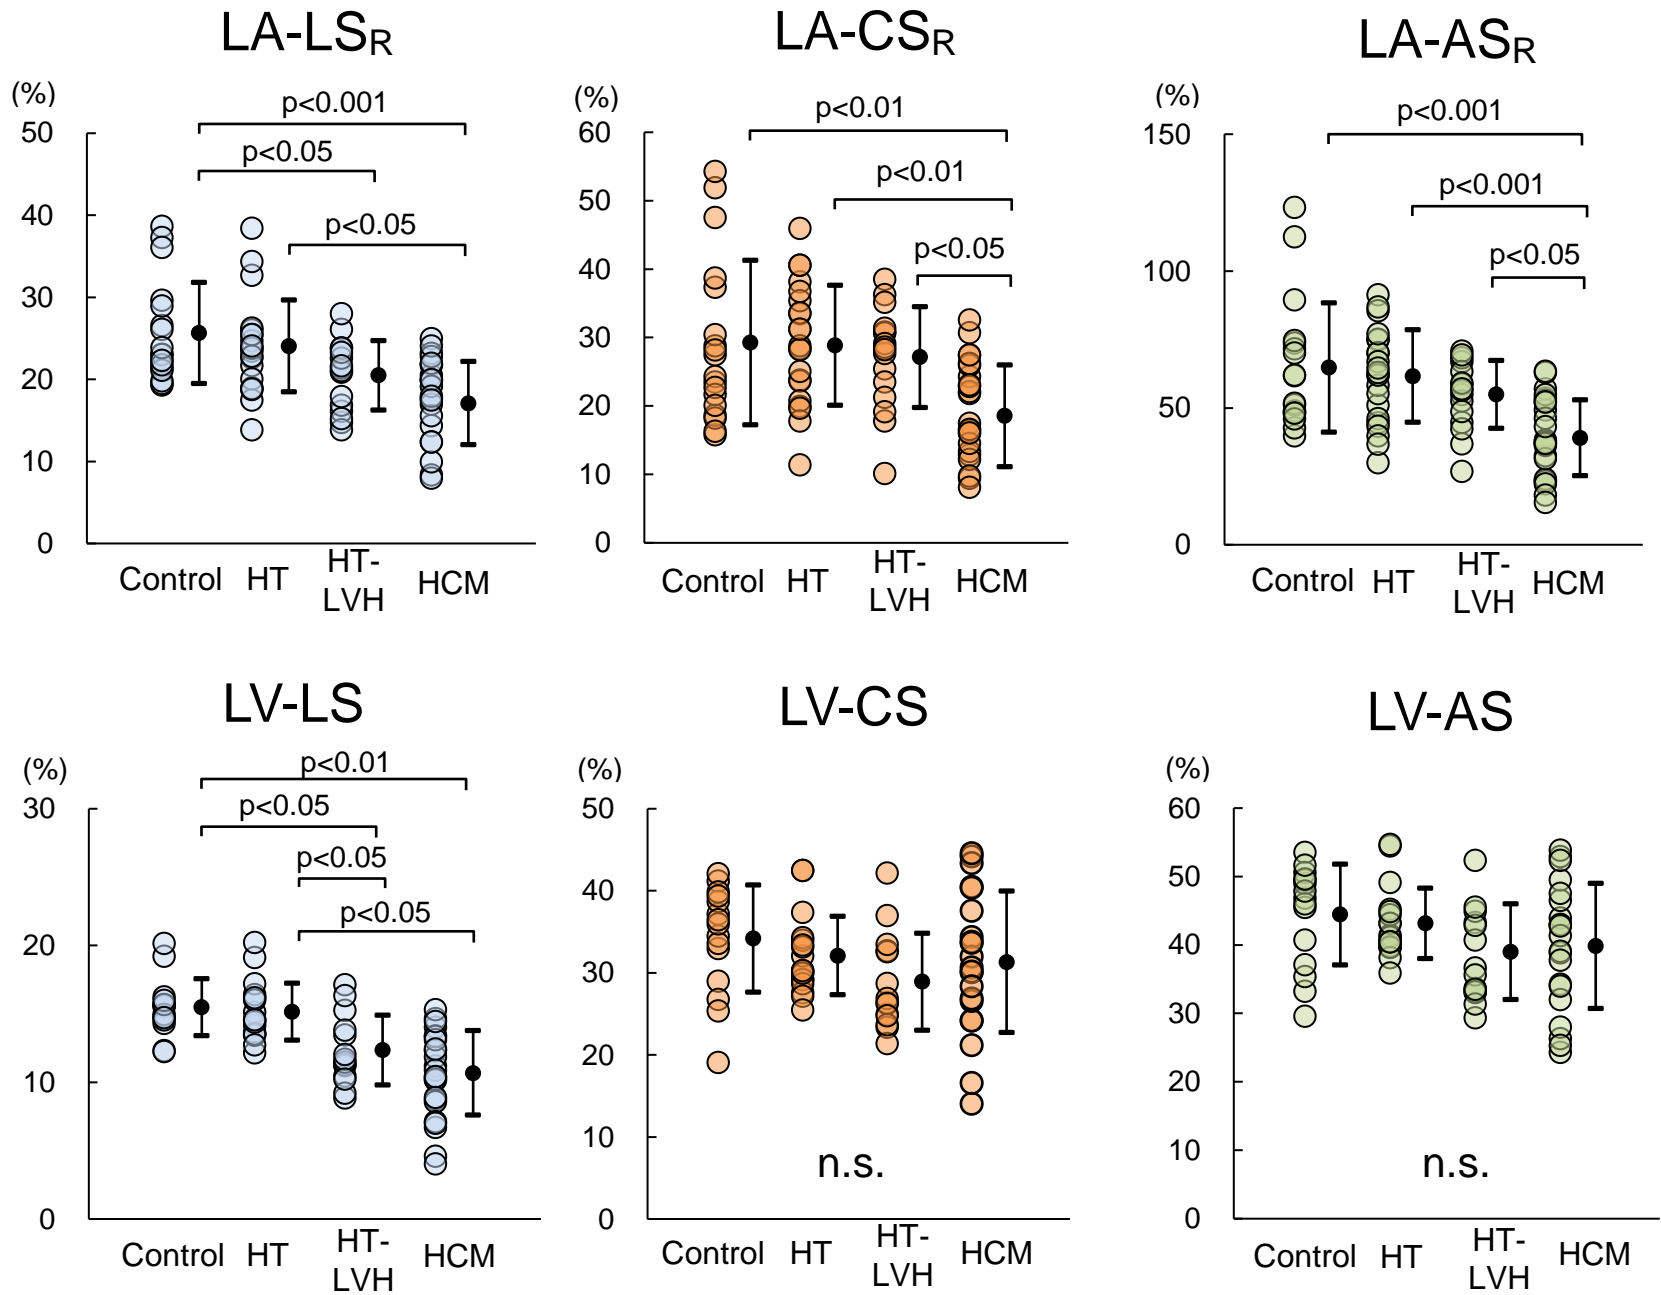 LA-LSR
(%)
50
40
30
20
10
0
p<0.001
p<0.05
p<0.05
Control
HT
HT-
LVH
HCM
LA-CSR
(%)
60
50
40
30
20
10
0
p<0.01
p<0.01
p<0.05
Control
HT
HT-
LVH
HCM
LA-ASR
(%)
150
100
50
0
p<0.001
p<0.001
p<0.05
Control
HT
HT-
LVH
HCM
LV-LS
(%)
30
20
10
0
p<0.01
p<0.05
p<0.05
p<0.05
Control
HT
HT-
LVH
HCM
LV-CS
(%)
50
40
30
20
10
0
n.s.
Control
HT
HT-
LVH
HCM
LV-AS
(%)
60
50
40
30
20
10
0
n.s.
Control
HT
HT-
LVH
HCM